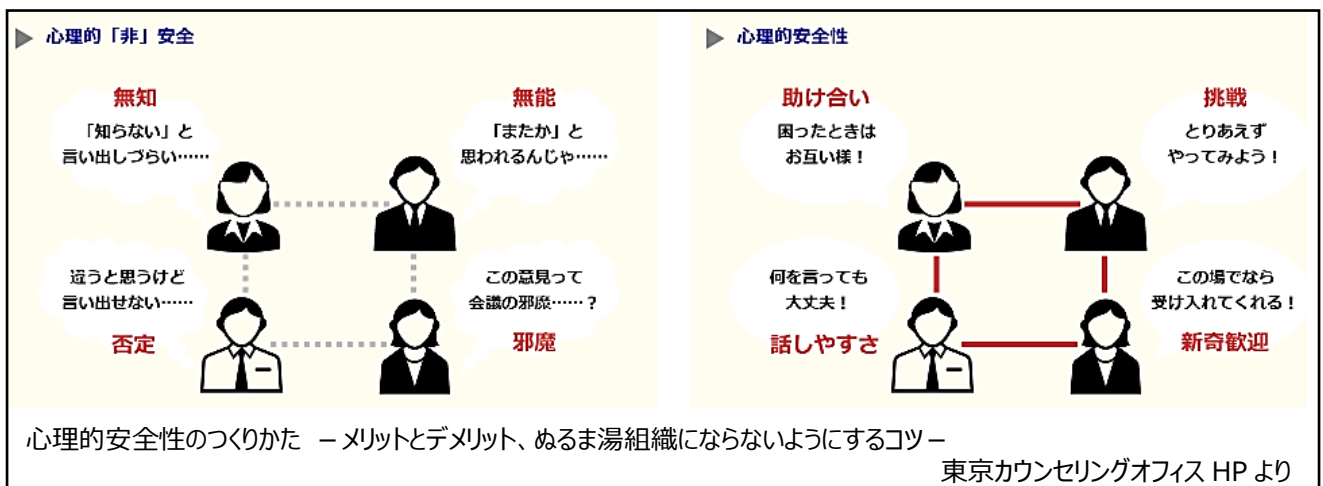 心理的「非」安全
無知
「知らない」と
言い出しづらい……
無能
「またか」と
思われるんじゃ……
違うと思うけど
言い出せない……
否定
この意見って
会議の邪魔……？
邪魔
心理的安全性
助け合い
困ったときは
お互い様！
挑戦
とりあえず
やってみよう！
何を言っても
大丈夫！
話しやすさ
この場でなら
受け入れてくれる！
新奇歓迎
心理的安全性のつくりかた －メリットとデメリット、ぬるま湯組織にならないようにするコツ－
東京カウンセリングオフィス HP より